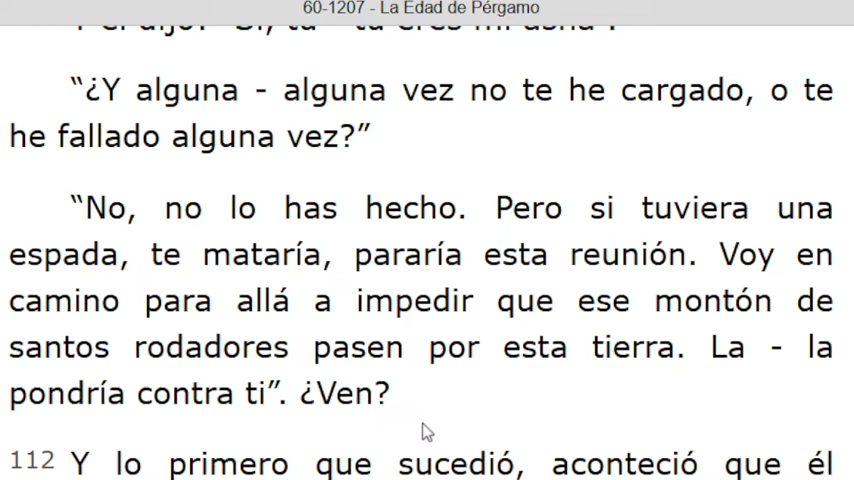 60-1207 - La Edad de Pérgamo
"¿Y alguna - alguna vez no te he cargado, o te
he fallado alguna vez?"
"No, no lo has hecho. Pero si tuviera una
espada, te mataría, pararía esta reunión. Voy en
camino para allá a impedir que ese montón de
santos rodadores pasen por esta tierra. La - la
pondría contra ti". ¿Ven?
112 Y lo primero que sucedió, aconteció que él